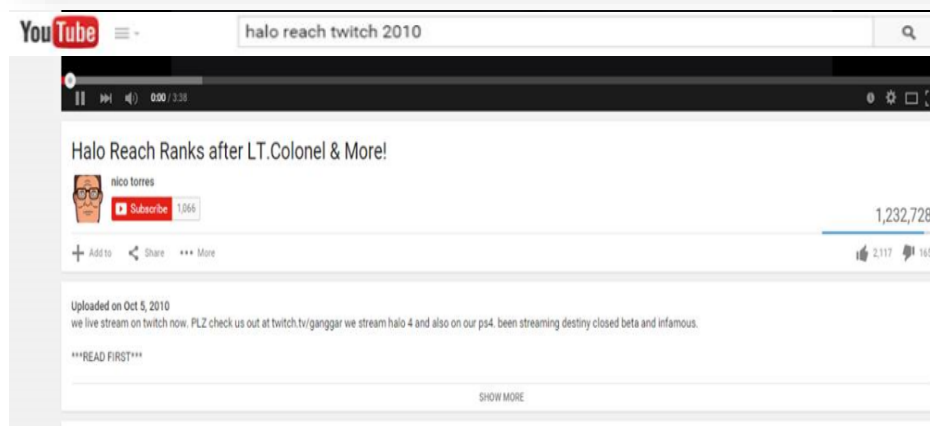 YouTube halo reach twitch 2010
0:00 / 3:38
Halo Reach Ranks after LT.Colonel & More!
nico torres
Subscribe 1,066
1,232,728
Add to Share More 2,117 165
Uploaded on Oct 5, 2010
we live stream on twitch now. PLZ check us out at twitch.tv/ganggar we stream halo 4 and also on our ps4. been streaming destiny closed beta and infamous.
***READ FIRST***
SHOW MORE